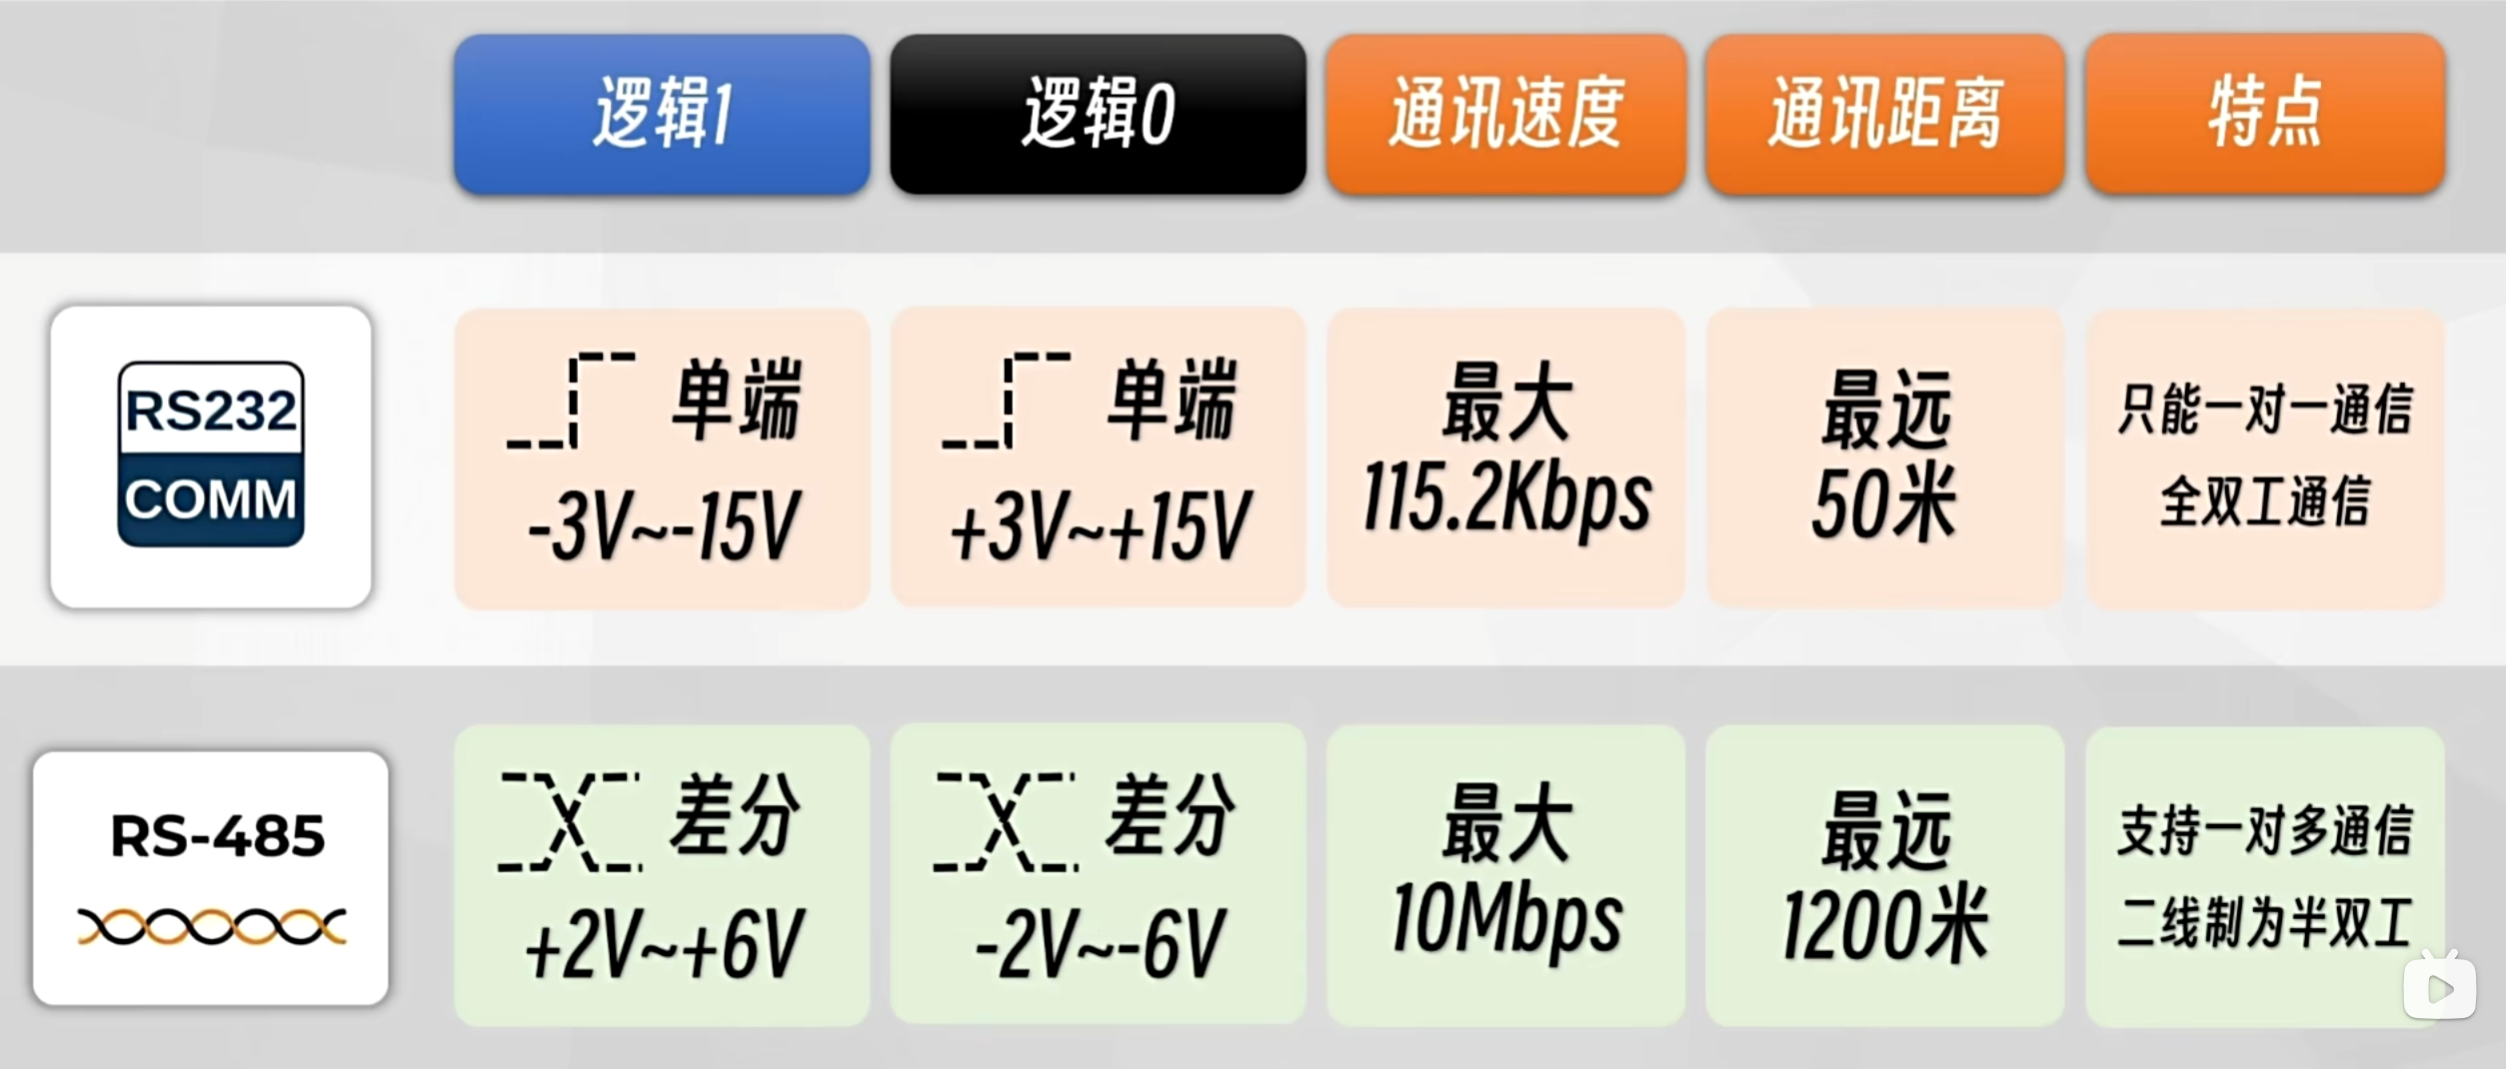 逻辑1
逻辑0
通讯速度
通讯距离
特点
RS232
COMM
单端
-3V~-15V
单端
+3V~+15V
最大
115.2Kbps
最远
50米
只能一对一通信
全双工通信
RS-485
差分
+2V~+6V
差分
-2V~-6V
最大
10Mbps
最远
1200米
支持一对多通信
二线制为半双工